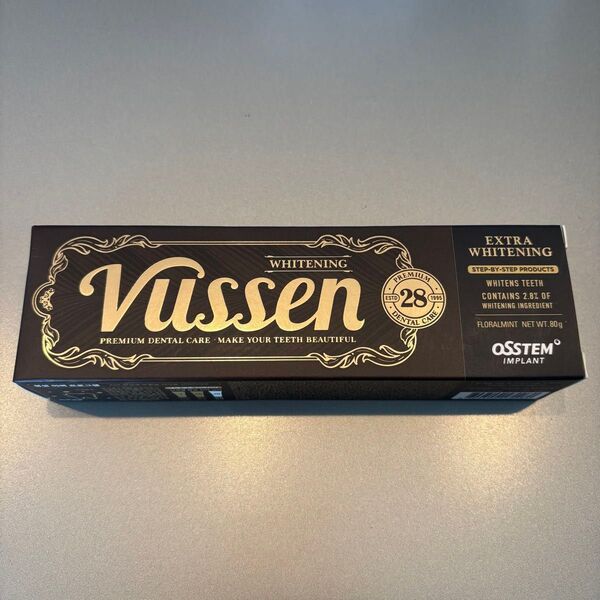 WHITENING
Vussen
PREMIUM DENTAL CARE · MAKE YOUR TEETH BEAUTIFUL
PREMIUM
ESTD 28 1995
DENTAL CARE
EXTRA
WHITENING
STEP-BY-STEP PRODUCTS
WHITENS TEETH
CONTAINS 2.8% OF
WHITENING INGREDIENT
FLORALMINT NET WT. 80g
OSSTEM
IMPLANT